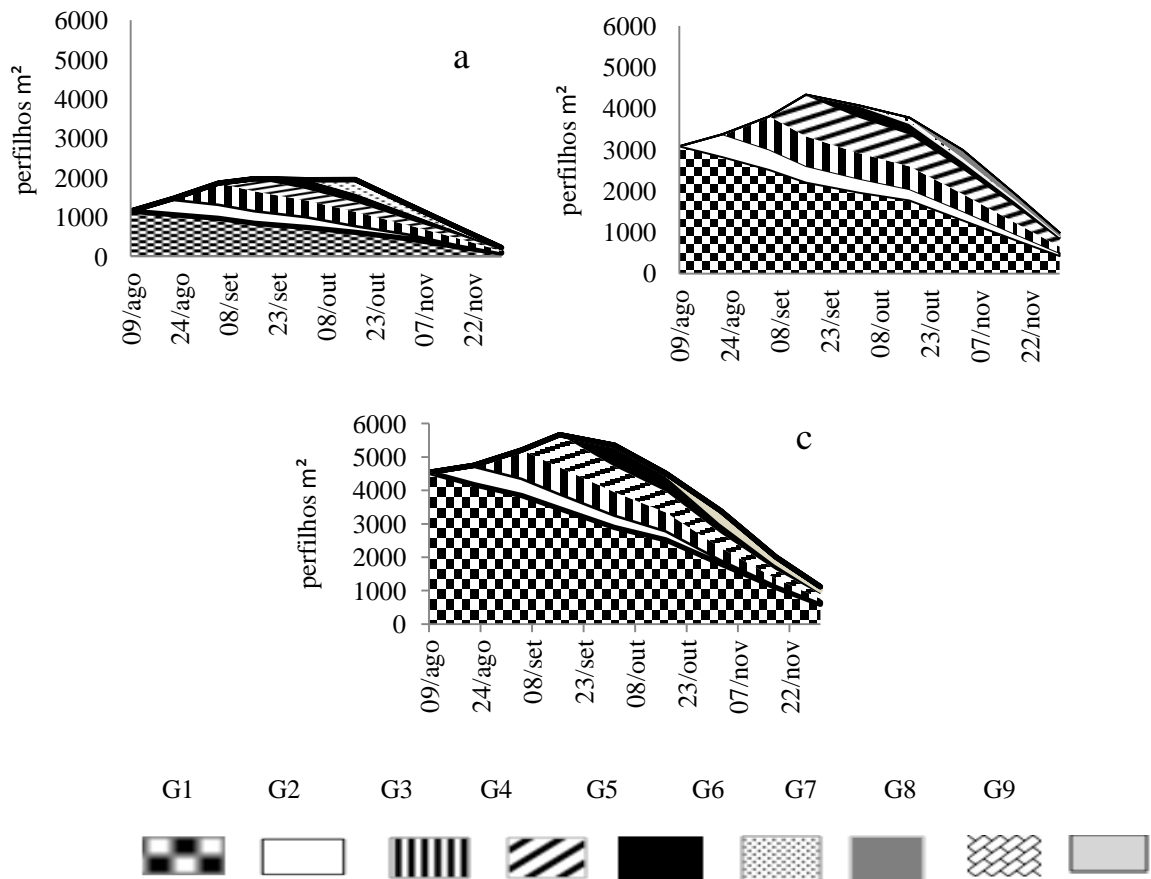 perfilhos m²
6000
5000
4000
3000
2000
1000
0
a
09/ago
24/ago
08/set
23/set
08/out
23/out
07/nov
22/nov
perfilhos m²
6000
5000
4000
3000
2000
1000
0
09/ago
24/ago
08/set
23/set
08/out
23/out
07/nov
22/nov
perfilhos m²
6000
5000
4000
3000
2000
1000
0
c
09/ago
24/ago
08/set
23/set
08/out
23/out
07/nov
22/nov
G1 G2 G3 G4 G5 G6 G7 G8 G9